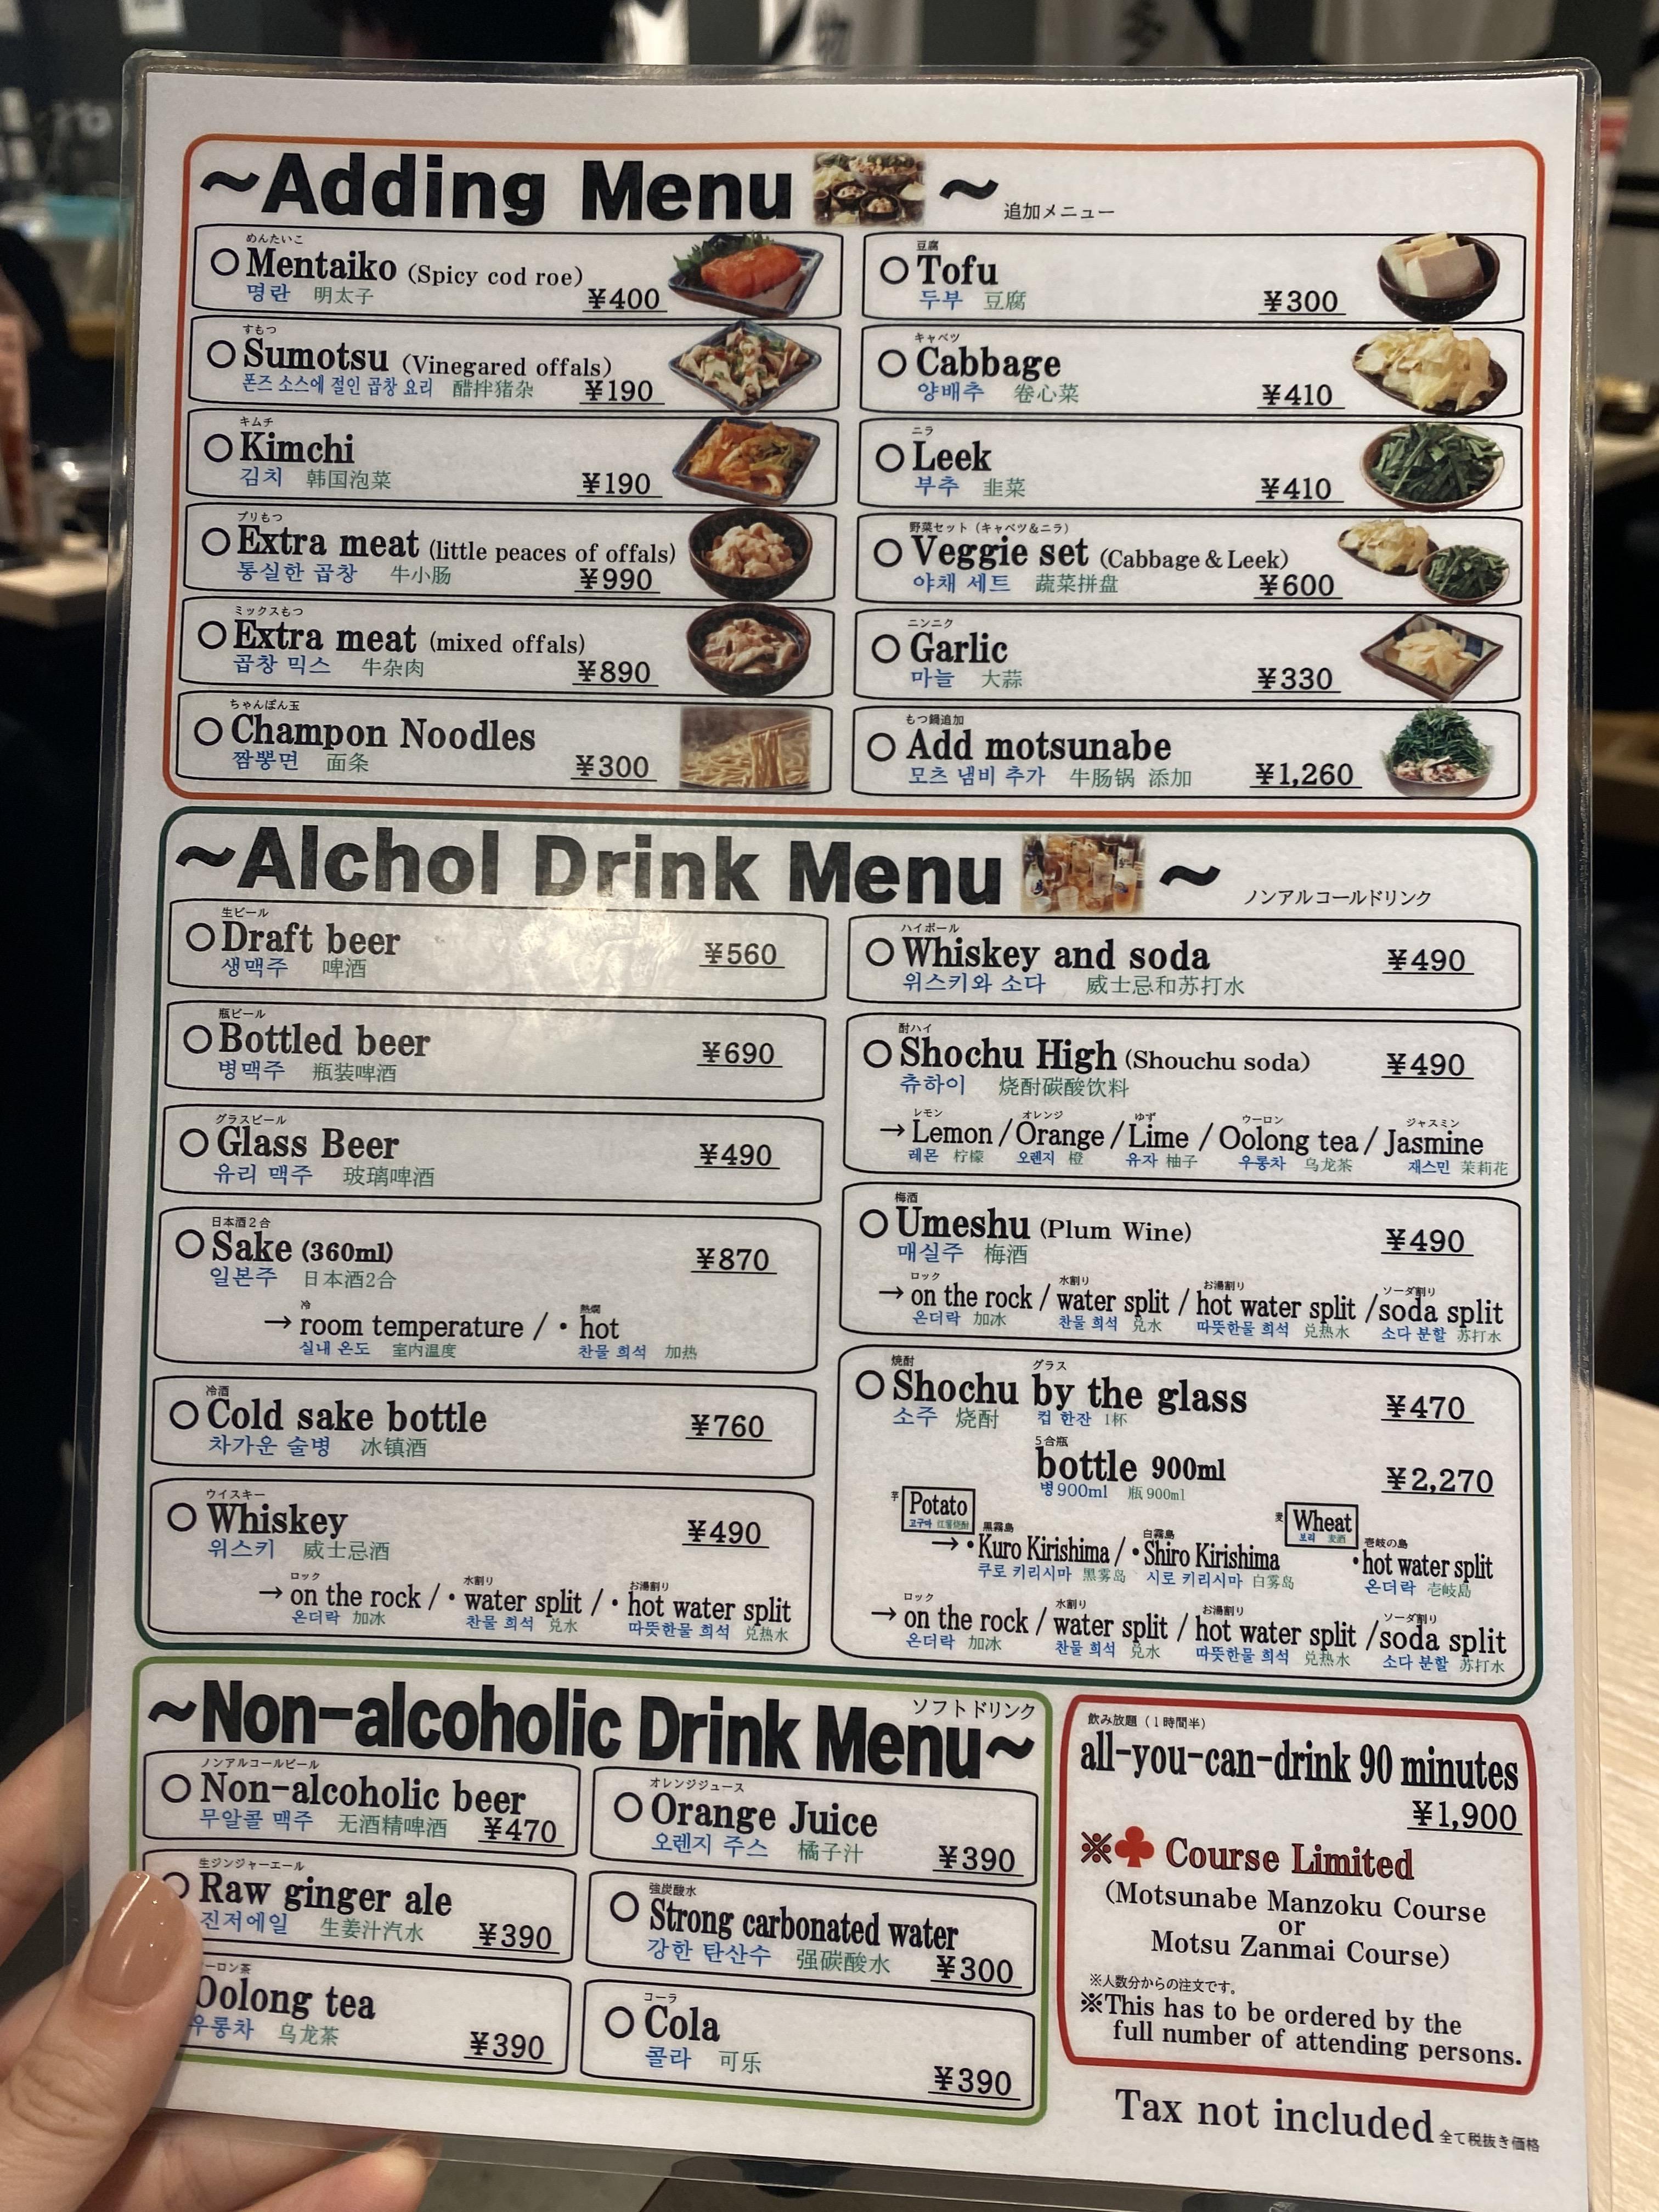 ~Adding Menu~ 追加メニュー
めんたいこ
○Mentaiko (Spicy cod roe)
명란 明太子 ¥400
すもつ
○Sumotsu (Vinegared offals)
폰즈 소스에 절인 곱창 요리 醋拌猪杂 ¥190
キムチ
○Kimchi
김치 韩国泡菜 ¥190
プリもつ
○Extra meat (little peaces of offals)
통실한 곱창 牛小肠 ¥990
ミックスもつ
○Extra meat (mixed offals)
곱창 믹스 牛杂肉 ¥890
ちゃんぽん玉
○Champon Noodles
짬뽕면 面条 ¥300
豆腐
○Tofu
두부 豆腐 ¥300
キャベツ
○Cabbage
양배추 卷心菜 ¥410
ニラ
○Leek
부추 韭菜 ¥410
野菜セット（キャベツ＆ニラ）
○Veggie set (Cabbage & Leek)
야채 세트 蔬菜拼盘 ¥600
ニンニク
○Garlic
마늘 大蒜 ¥330
もつ鍋追加
○Add motsunabe
모츠 냄비 추가 牛肠锅 添加 ¥1,260
~Alchol Drink Menu~ ノンアルコールドリンク
生ビール
○Draft beer ¥560
생맥주 啤酒
瓶ビール
○Bottled beer ¥690
병맥주 瓶装啤酒
グラスビール
○Glass Beer ¥490
유리 맥주 玻璃啤酒
日本酒２合
○Sake (360ml) ¥870
일본주 日本酒2合
冷 熱燗
→room temperature /・hot
실내 온도 室内温度 찬물 희석 加热
冷酒
○Cold sake bottle ¥760
차가운 술병 冰镇酒
ウイスキー
○Whiskey ¥490
위스키 威士忌酒
ロック 水割り お湯割り
→on the rock /・water split /・hot water split
온더락 加冰 찬물 희석 兑水 따뜻한물 희석 兑热水
ハイボール
○Whiskey and soda ¥490
위스키와 소다 威士忌和苏打水
酎ハイ
○Shochu High (Shouchu soda) ¥490
츄하이 烧酎碳酸饮料
レモン オレンジ ゆず ウーロン ジャスミン
→Lemon /Orange /Lime /Oolong tea /Jasmine
레몬 柠檬 오렌지 橙 유자 柚子 우롱차 乌龙茶 재스민 茉莉花
梅酒
○Umeshu (Plum Wine) ¥490
매실주 梅酒
ロック 水割り お湯割り ソーダ割り
→on the rock / water split / hot water split /soda split
온더락 加冰 찬물 희석 兑水 따뜻한물 희석 兑热水 소다 분할 苏打水
焼酎 グラス
○Shochu by the glass ¥470
소주 烧酎 컵 한잔 1杯
５合瓶
bottle 900ml ¥2,270
병900ml 瓶900ml
芋 Potato 麦 Wheat
고구마 红薯烧酎 보리 麦酒
黒霧島 白霧島 壱岐の島
→・Kuro Kirishima /・Shiro Kirishima ・hot water split
쿠로 키리시마 黑雾岛 시로 키리시마 白雾岛 온더락 壱岐島
ロック 水割り お湯割り ソーダ割り
→on the rock / water split / hot water split /soda split
온더락 加冰 찬물 희석 兑水 따뜻한물 희석 兑热水 소다 분할 苏打水
ソフトドリンク
~Non-alcoholic Drink Menu~
ノンアルコールビール
○Non-alcoholic beer
무알콜 맥주 无酒精啤酒 ¥470
生ジンジャーエール
Raw ginger ale
진저에일 生姜汁汽水 ¥390
ーロン茶
Oolong tea
우롱차 乌龙茶 ¥390
オレンジジュース
○Orange Juice
오렌지 주스 橘子汁 ¥390
強炭酸水
○Strong carbonated water
강한 탄산수 强碳酸水 ¥300
コーラ
○Cola
콜라 可乐 ¥390
飲み放題（１時間半）
all-you-can-drink 90 minutes
¥1,900
※♣ Course Limited
(Motsunabe Manzoku Course
or
Motsu Zanmai Course)
※人数分からの注文です。
※This has to be ordered by the
full number of attending persons.
Tax not included 全て税抜き価格